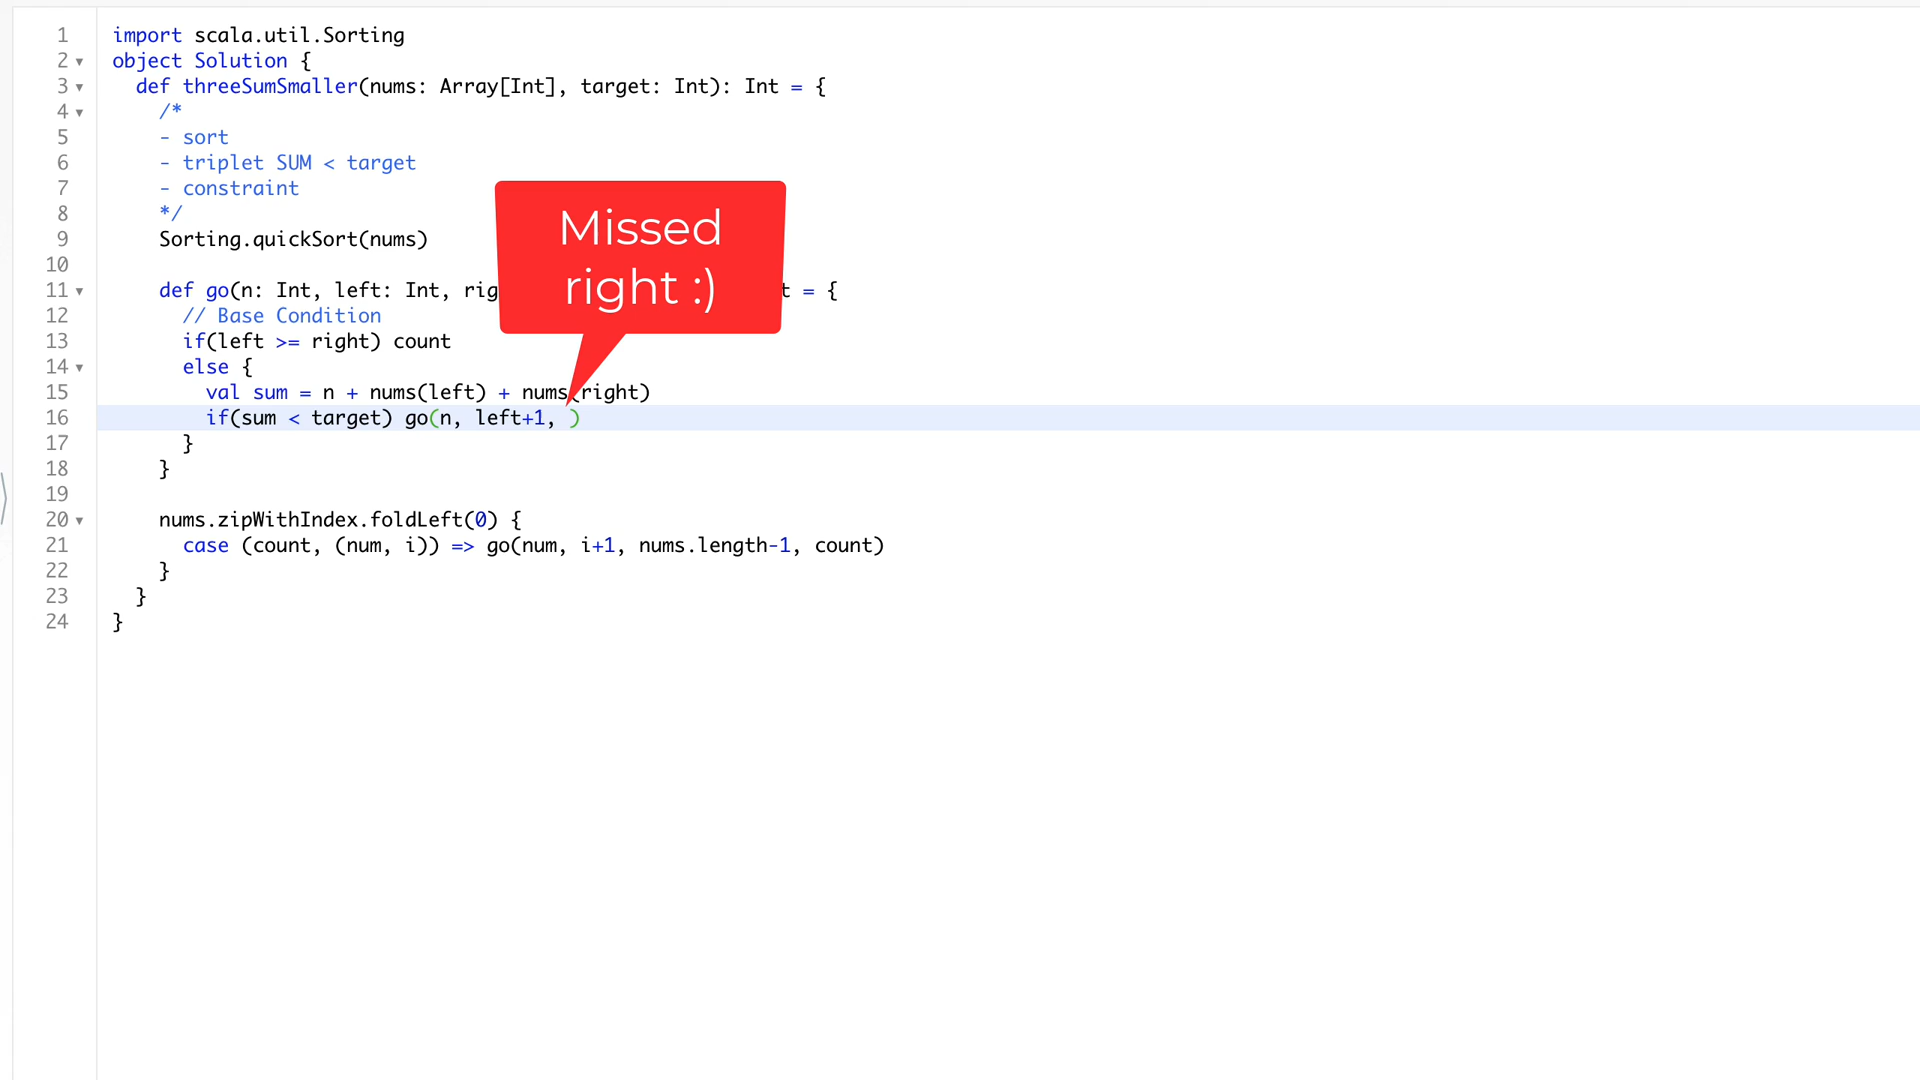 1 import scala.util.Sorting
2 object Solution {
3 def threeSumSmaller(nums: Array[Int], target: Int): Int = {
4 /*
5 - sort
6 - triplet SUM < target
7 - constraint
8 */
9 Sorting.quickSort(nums)
10
11 def go(n: Int, left: Int, rig t = {
12 // Base Condition
13 if(left >= right) count
14 else {
15 val sum = n + nums(left) + nums(right)
16 if(sum < target) go(n, left+1, )
17 }
18 }
19
20 nums.zipWithIndex.foldLeft(0) {
21 case (count, (num, i)) => go(num, i+1, nums.length-1, count)
22 }
23 }
24 }
Missed
right :)